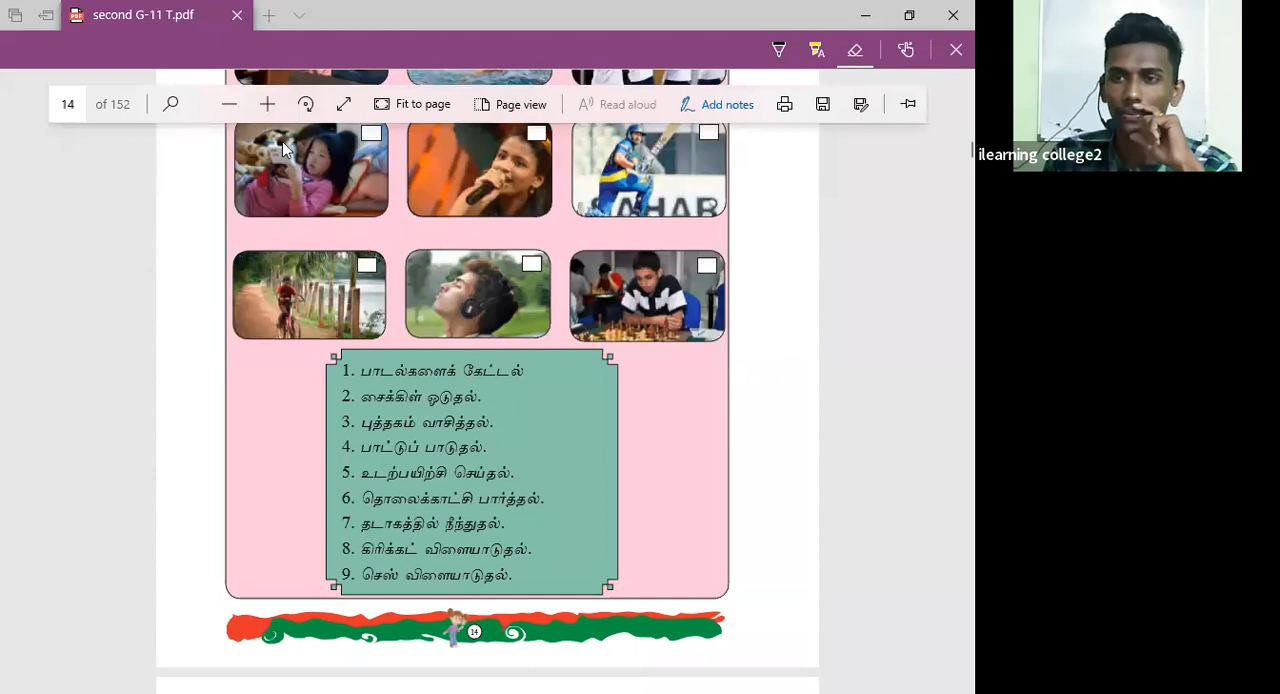 second G-11 T.pdf
14 of 152 Fit to page Page view Read aloud Add notes
ilearning college2
SAHAR
1. பாடல்களைக் கேட்டல்
2. சைக்கிள் ஓடுதல்.
3. புத்தகம் வாசித்தல்.
4. பாட்டுப் பாடுதல்.
5. உடற்பயிற்சி செய்தல்.
6. தொலைக்காட்சி பார்த்தல்.
7. தடாகத்தில் நீந்துதல்.
8. கிரிக்கட் விளையாடுதல்.
9. செஸ் விளையாடுதல்.
14